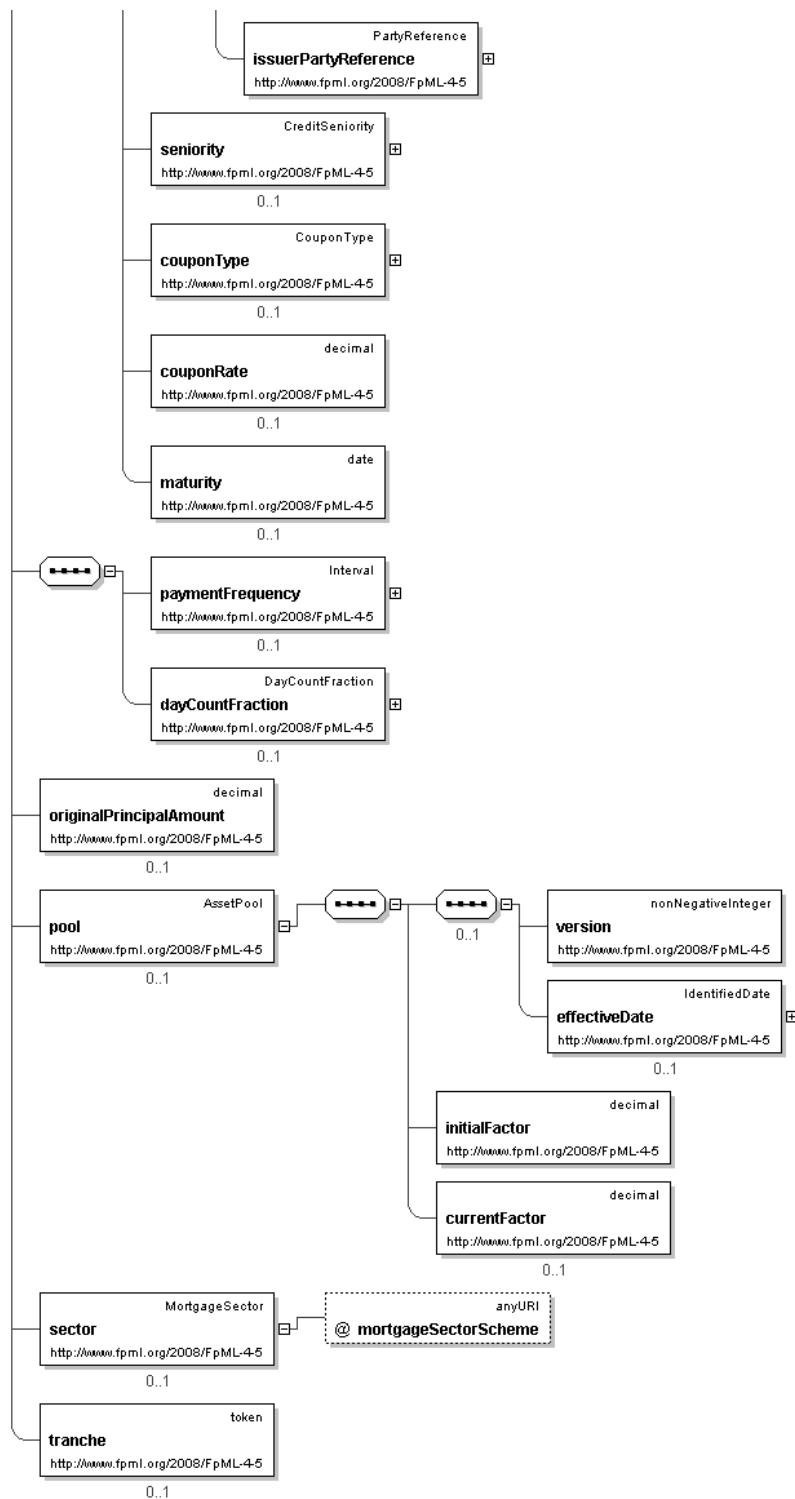 PartyReference
issuerPartyReference
http://www.fpml.org/2008/FpML-4-5
CreditSeniority
seniority
http://www.fpml.org/2008/FpML-4-5
0..1
CouponType
couponType
http://www.fpml.org/2008/FpML-4-5
0..1
decimal
couponRate
http://www.fpml.org/2008/FpML-4-5
0..1
date
maturity
http://www.fpml.org/2008/FpML-4-5
0..1
Interval
paymentFrequency
http://www.fpml.org/2008/FpML-4-5
0..1
DayCountFraction
dayCountFraction
http://www.fpml.org/2008/FpML-4-5
0..1
decimal
originalPrincipalAmount
http://www.fpml.org/2008/FpML-4-5
0..1
AssetPool
pool
http://www.fpml.org/2008/FpML-4-5
0..1
0..1
nonNegativeInteger
version
http://www.fpml.org/2008/FpML-4-5
IdentifiedDate
effectiveDate
http://www.fpml.org/2008/FpML-4-5
0..1
decimal
initialFactor
http://www.fpml.org/2008/FpML-4-5
decimal
currentFactor
http://www.fpml.org/2008/FpML-4-5
0..1
MortgageSector
sector
http://www.fpml.org/2008/FpML-4-5
0..1
anyURI
@ mortgageSectorScheme
token
tranche
http://www.fpml.org/2008/FpML-4-5
0..1